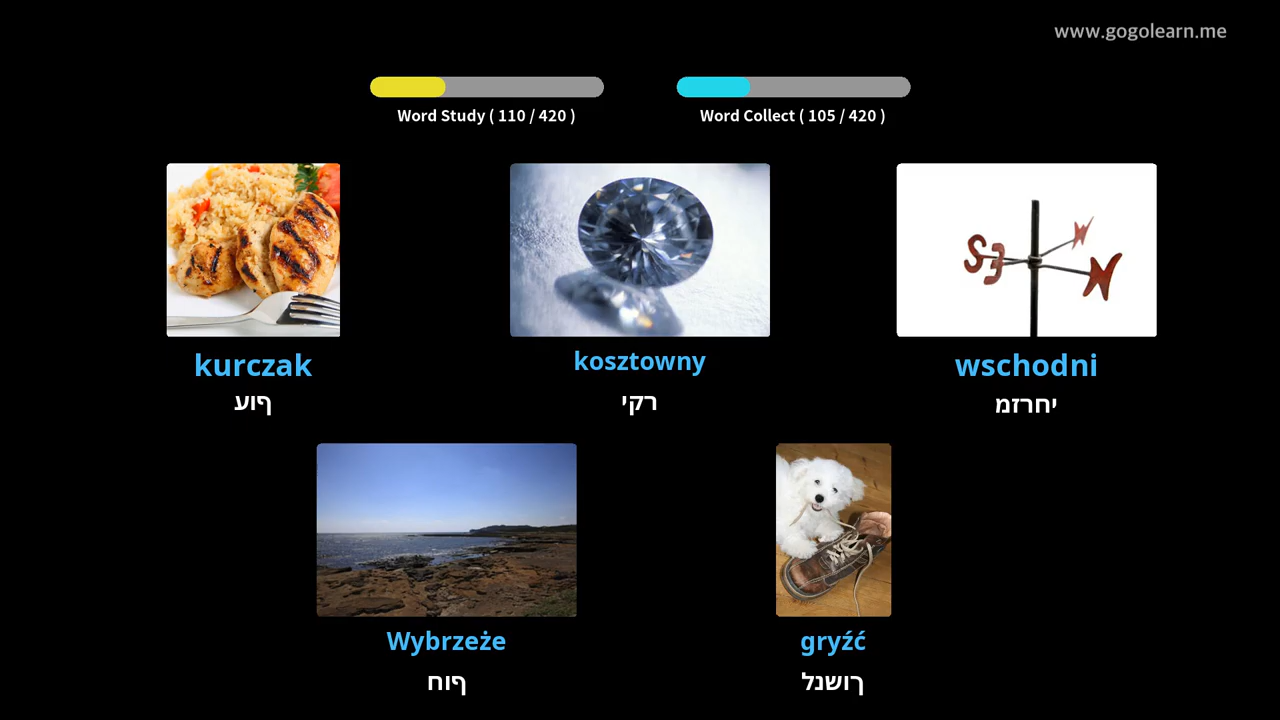 www.gogolearn.me
Word Study ( 110 / 420 )
Word Collect ( 105 / 420 )
kurczak
ףוע
kosztowny
רקי
wschodni
יחרזמ
Wybrzeże
ףוח
gryźć
ךושנל